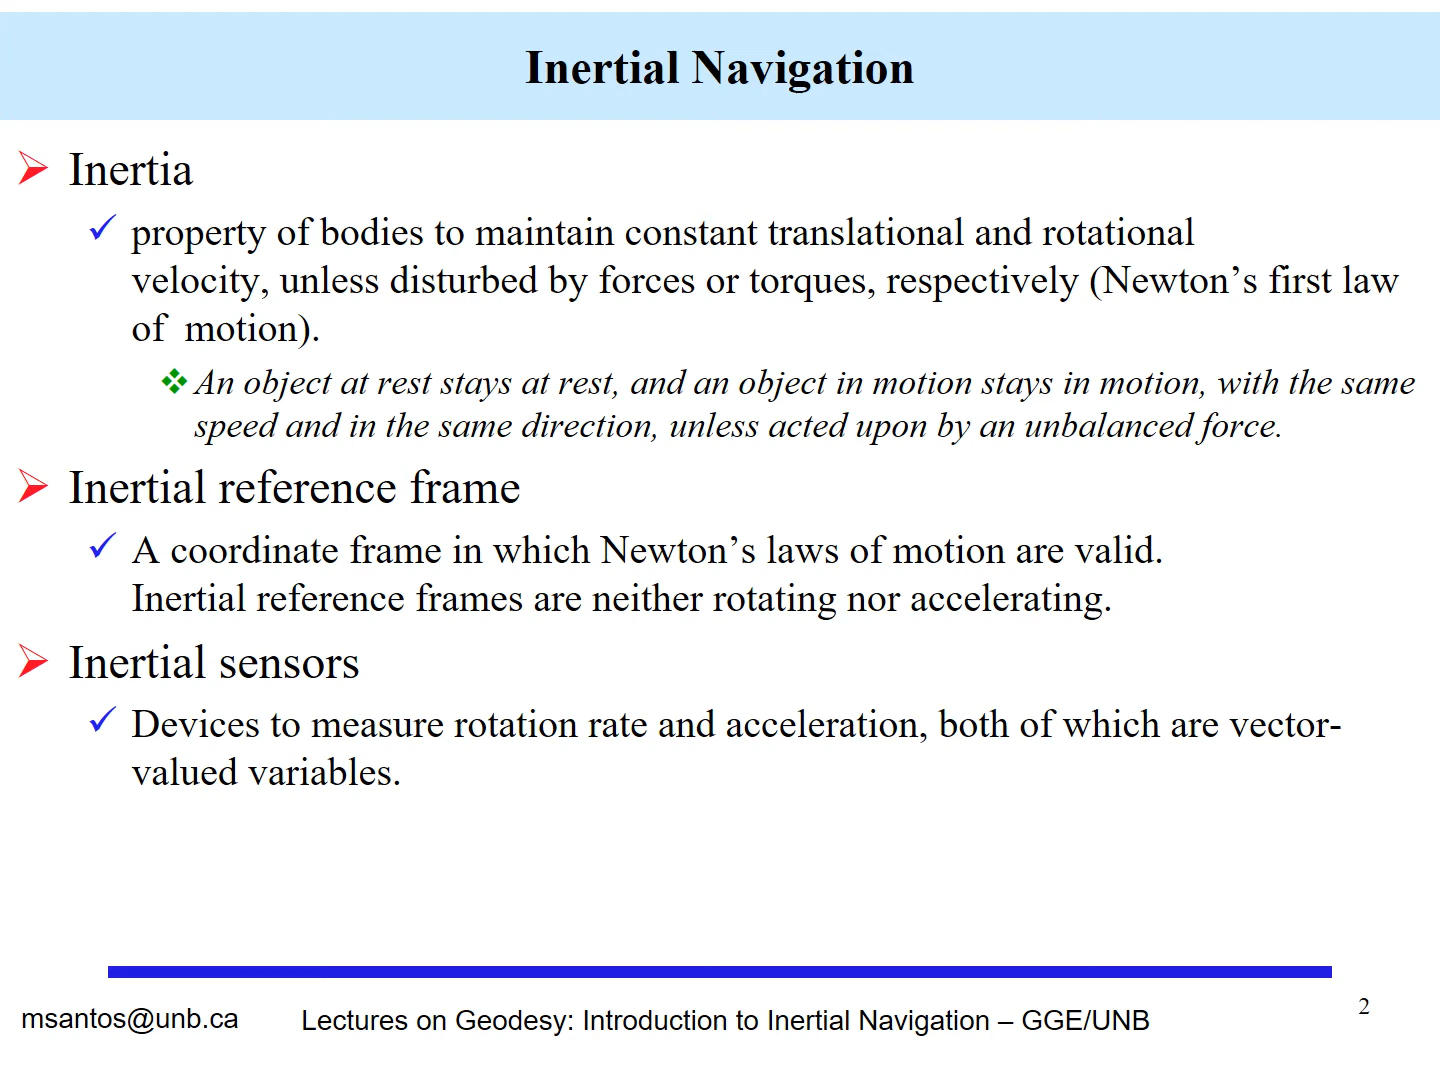 Inertial Navigation
Inertia
property of bodies to maintain constant translational and rotational
velocity, unless disturbed by forces or torques, respectively (Newton’s first law
of motion).
An object at rest stays at rest, and an object in motion stays in motion, with the same
speed and in the same direction, unless acted upon by an unbalanced force.
Inertial reference frame
A coordinate frame in which Newton’s laws of motion are valid.
Inertial reference frames are neither rotating nor accelerating.
Inertial sensors
Devices to measure rotation rate and acceleration, both of which are vector-
valued variables.
msantos@unb.ca
Lectures on Geodesy: Introduction to Inertial Navigation – GGE/UNB
2